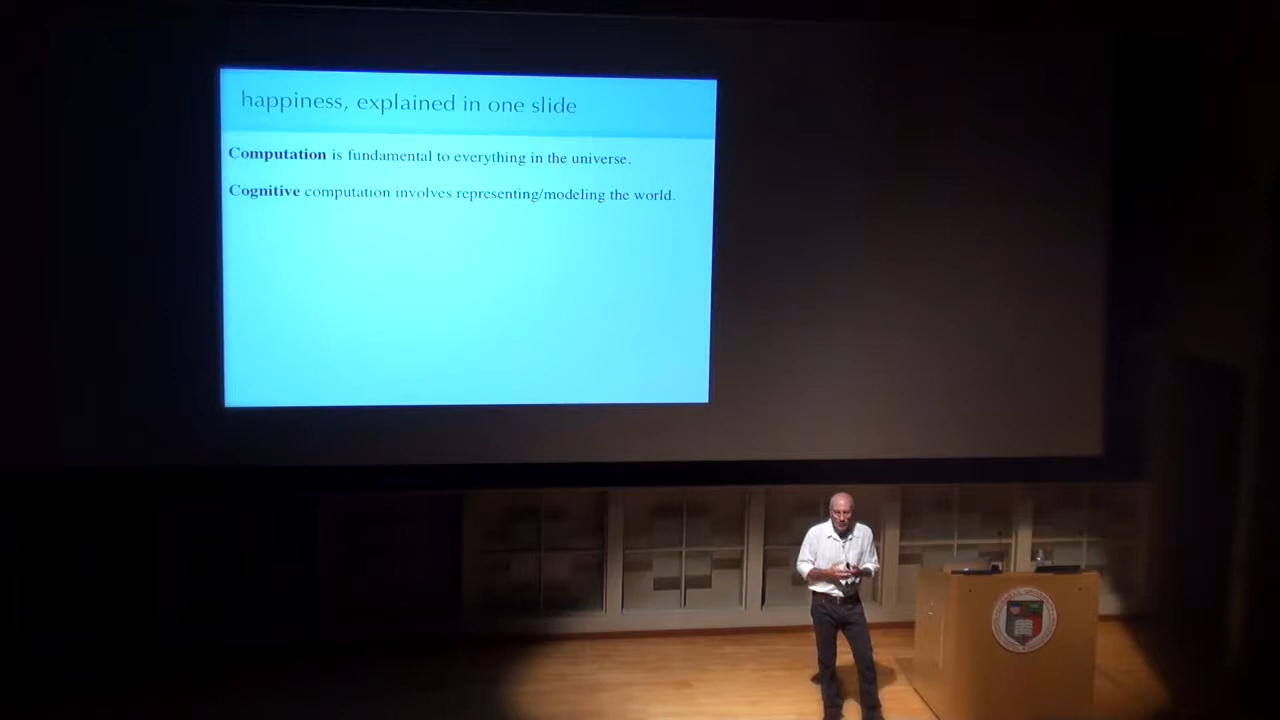 happiness, explained in one slide
Computation is fundamental to everything in the universe.
Cognitive computation involves representing/modeling the world.